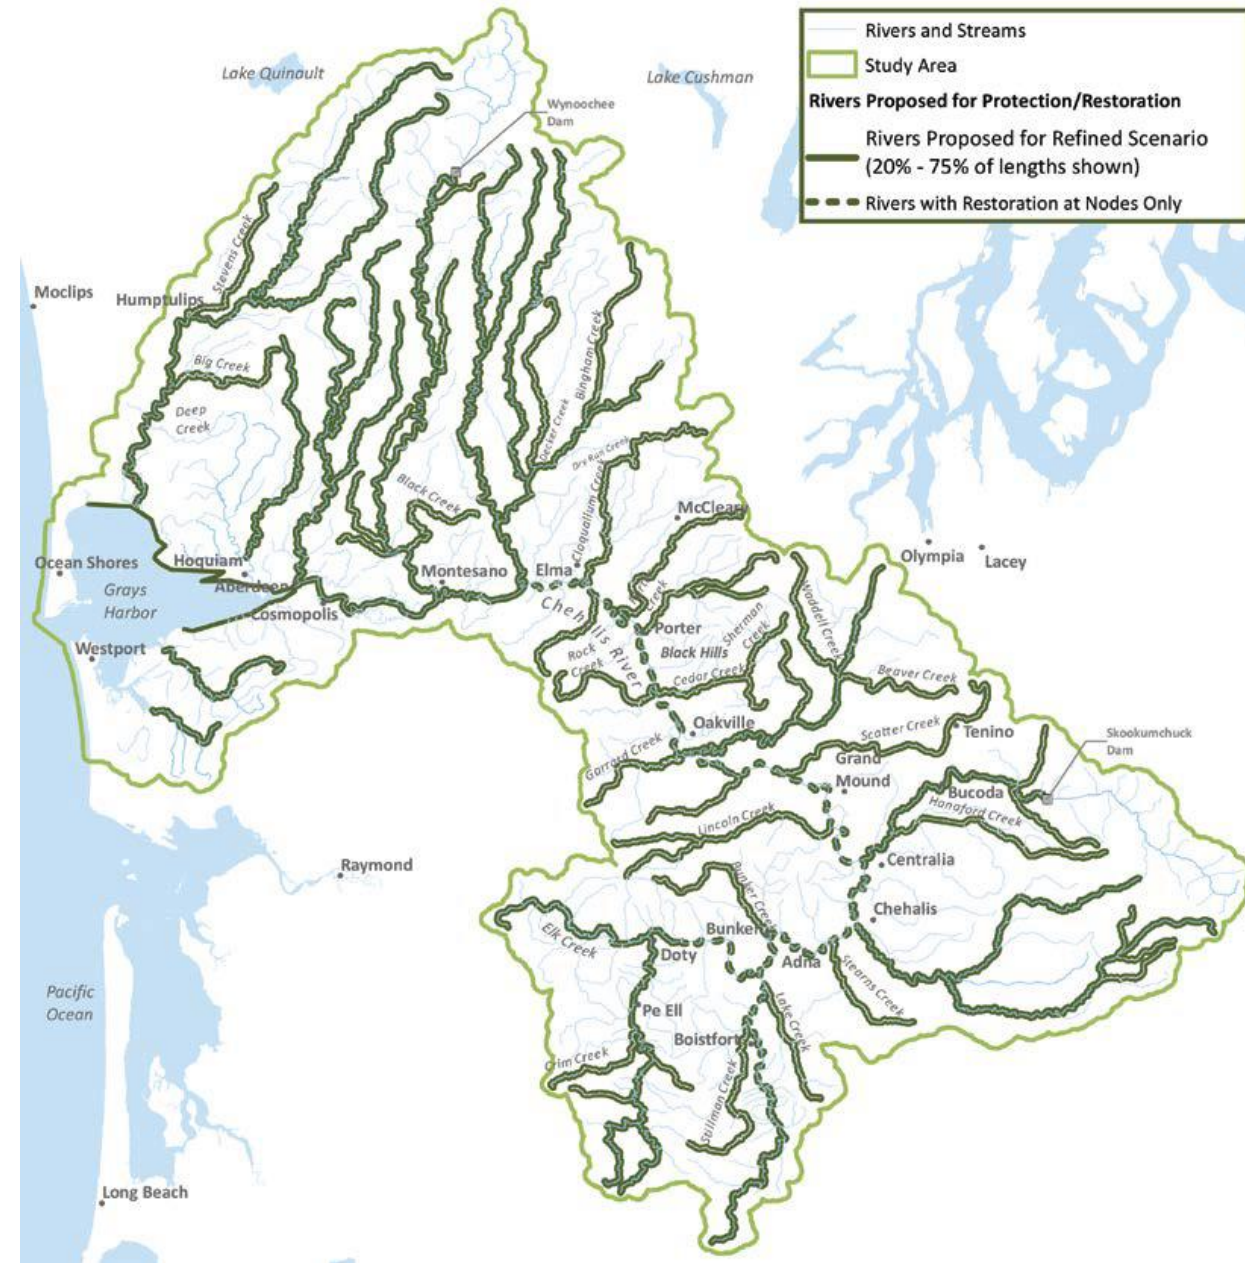 Rivers and Streams
Study Area
Rivers Proposed for Protection/Restoration
Rivers Proposed for Refined Scenario
(20% - 75% of lengths shown)
Rivers with Restoration at Nodes Only
Lake Quinault
Lake Cushman
Wynoochee
Dam
Stevens Creek
Moclips
Humptulips
Big Creek
Deep
Creek
Bingham Creek
Decker Creek
Dry Run Creek
Cloquallum Creek
Black Creek
McCleary
Ocean Shores
Hoquiam
Aberdeen
Grays
Harbor
Cosmopolis
Montesano
Elma
Olympia
Lacey
Westport
Chehalis River
Creek
Porter
Rock
Creek
Black Hills
Sherman
Creek
Waddell Creek
Cedar Creek
Beaver Creek
Oakville
Scatter Creek
Tenino
Garrard Creek
Grand
Mound
Skookumchuck
Dam
Bucoda
Hanaford Creek
Lincoln Creek
Raymond
Centralia
Bunker Creek
Chehalis
Elk Creek
Bunker
Doty
Adna
Stearns Creek
Pacific
Ocean
Pe Ell
Lake Creek
Boistfort
Crim Creek
Stillman Creek
Long Beach